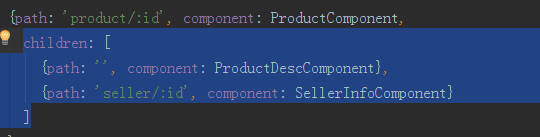 {path: 'product/:id', component: ProductComponent,
children: [
{path: '', component: ProductDescComponent},
{path: 'seller/:id', component: SellerInfoComponent}
]